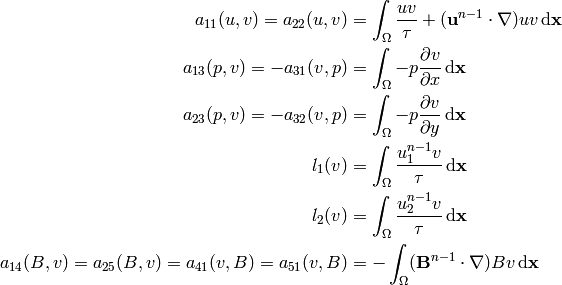 a_{11}(u, v) = a_{22}(u, v) = \int_{\Omega} \frac{uv}{\tau} + (\mathbf{u}^{n-1} \cdot \nabla) uv \, \mathrm{d}\mathbf{x}
a_{13}(p, v) = -a_{31}(v, p) = \int_{\Omega} -p \frac{\partial v}{\partial x} \, \mathrm{d}\mathbf{x}
a_{23}(p, v) = -a_{32}(v, p) = \int_{\Omega} -p \frac{\partial v}{\partial y} \, \mathrm{d}\mathbf{x}
l_1(v) = \int_{\Omega} \frac{u_1^{n-1} v}{\tau} \, \mathrm{d}\mathbf{x}
l_2(v) = \int_{\Omega} \frac{u_2^{n-1} v}{\tau} \, \mathrm{d}\mathbf{x}
a_{14}(B, v) = a_{25}(B, v) = a_{41}(v, B) = a_{51}(v, B) = -\int_{\Omega} (\mathbf{B}^{n-1} \cdot \nabla) Bv \, \mathrm{d}\mathbf{x}